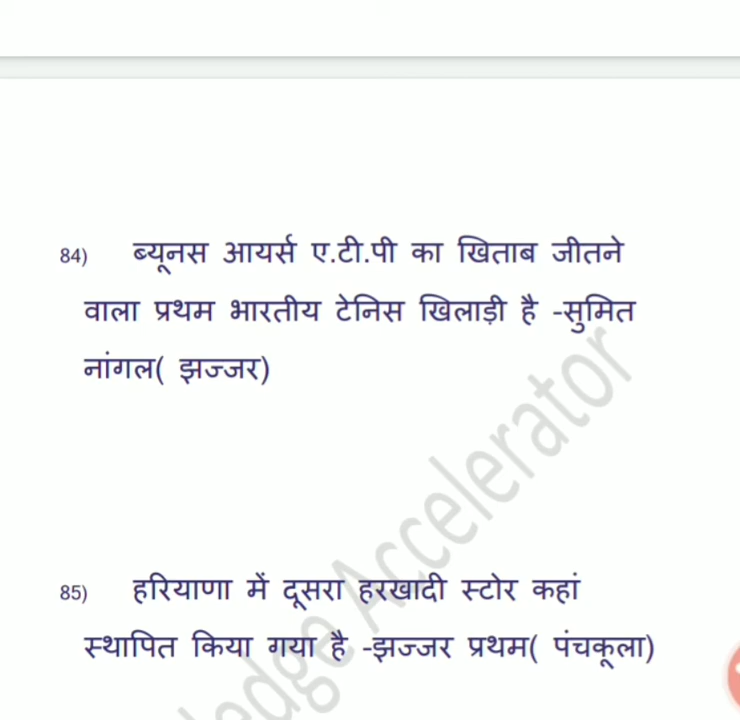 84) ब्यूनस आयर्स ए.टी.पी का खिताब जीतने
वाला प्रथम भारतीय टेनिस खिलाड़ी है -सुमित
नांगल( झज्जर)
85) हरियाणा में दूसरा हरखादी स्टोर कहां
स्थापित किया गया है -झज्जर प्रथम( पंचकूला)
Accelerator